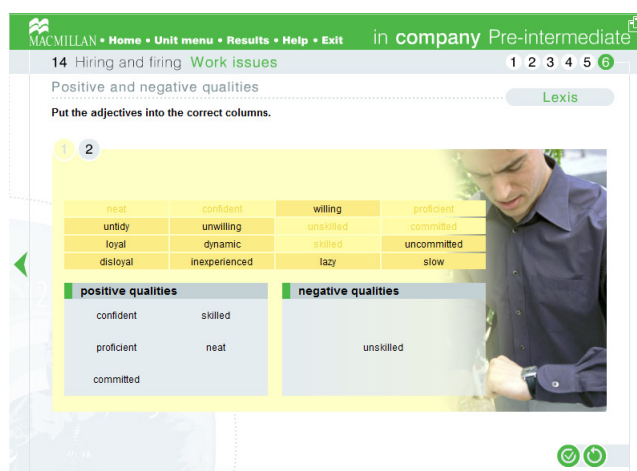 MACMILLAN • Home • Unit menu • Results • Help • Exit in company Pre-intermediate
14 Hiring and firing Work issues 1 2 3 4 5 6
Positive and negative qualities
Lexis
Put the adjectives into the correct columns.
1 2
neat confident willing proficient
untidy unwilling unskilled committed
loyal dynamic skilled uncommitted
disloyal inexperienced lazy slow
positive qualities negative qualities
confident skilled
proficient neat unskilled
committed